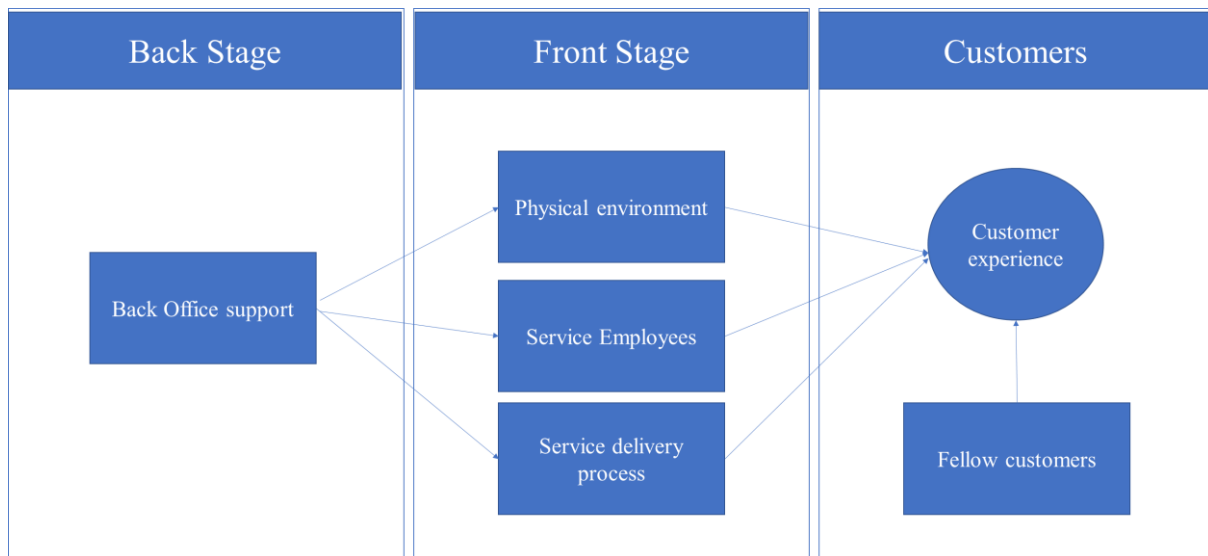 Back Stage
Front Stage
Customers
Back Office support
Physical environment
Service Employees
Service delivery
process
Customer
experience
Fellow customers